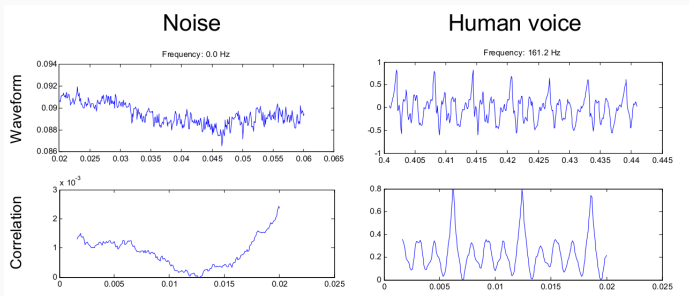 Noise
Human voice
Frequency: 0.0 Hz
Frequency: 161.2 Hz
Waveform
0.094
0.092
0.09
0.088
0.086
0.02 0.025 0.03 0.035 0.04 0.045 0.05 0.055 0.06 0.065
1
0.5
0
-0.5
-1
0.4 0.405 0.41 0.415 0.42 0.425 0.43 0.435 0.44 0.445
Correlation
x 10^-3
3
2
1
0
0 0.005 0.01 0.015 0.02 0.025
0.8
0.6
0.4
0.2
0
0 0.005 0.01 0.015 0.02 0.025